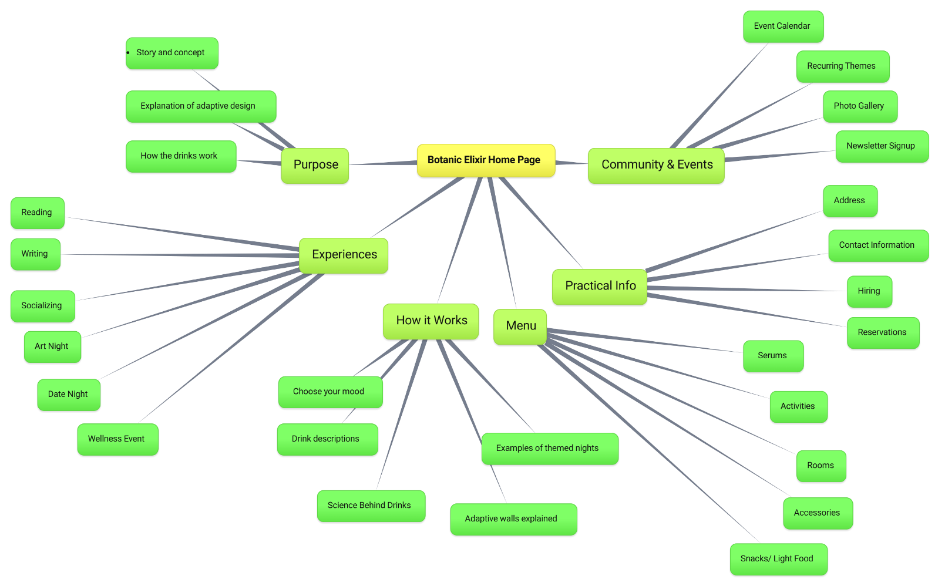 Event Calendar
• Story and concept
Recurring Themes
Explanation of adaptive design
Photo Gallery
How the drinks work
Purpose
Botanic Elixir Home Page
Community & Events
Newsletter Signup
Reading
Address
Writing
Experiences
Contact Information
Socializing
Practical Info
Hiring
How it Works
Menu
Reservations
Art Night
Serums
Date Night
Choose your mood
Activities
Wellness Event
Drink descriptions
Examples of themed nights
Rooms
Science Behind Drinks
Adaptive walls explained
Accessories
Snacks/ Light Food